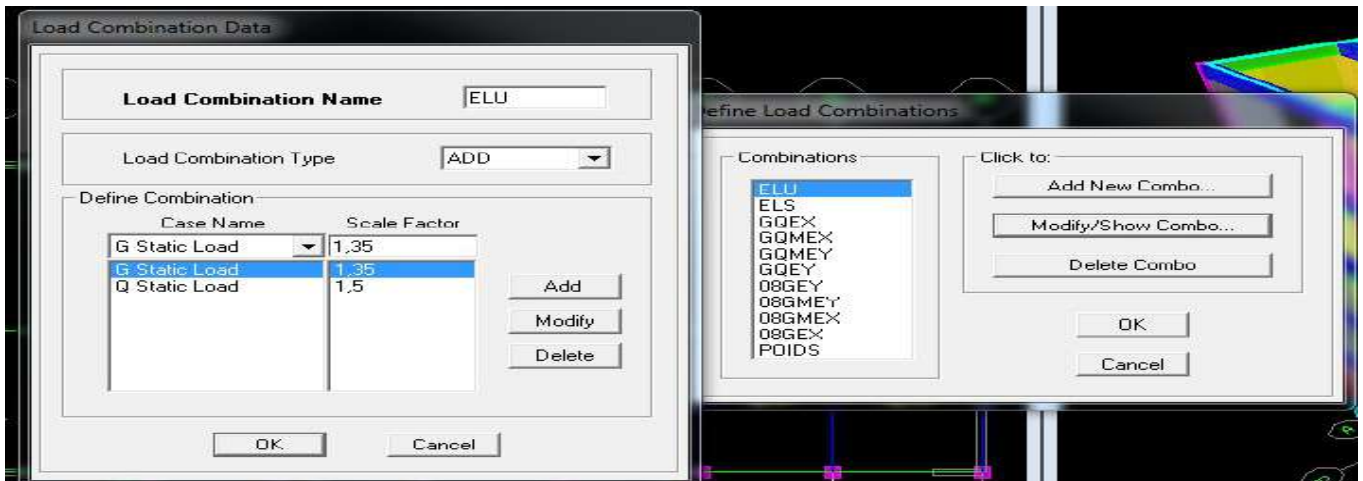 Load Combination Data
Load Combination Name ELU
Load Combination Type ADD
Define Combination
Case Name Scale Factor
G Static Load 1,35
G Static Load 1,35
Q Static Load 1,5
Add
Modify
Delete
OK Cancel
efine Load Combinations
Combinations
ELU
ELS
GQEX
GQMEX
GQMEY
GQEY
08GEY
08GMEY
08GMEX
08GEX
POIDS
Click to:
Add New Combo...
Modify/Show Combo...
Delete Combo
OK
Cancel